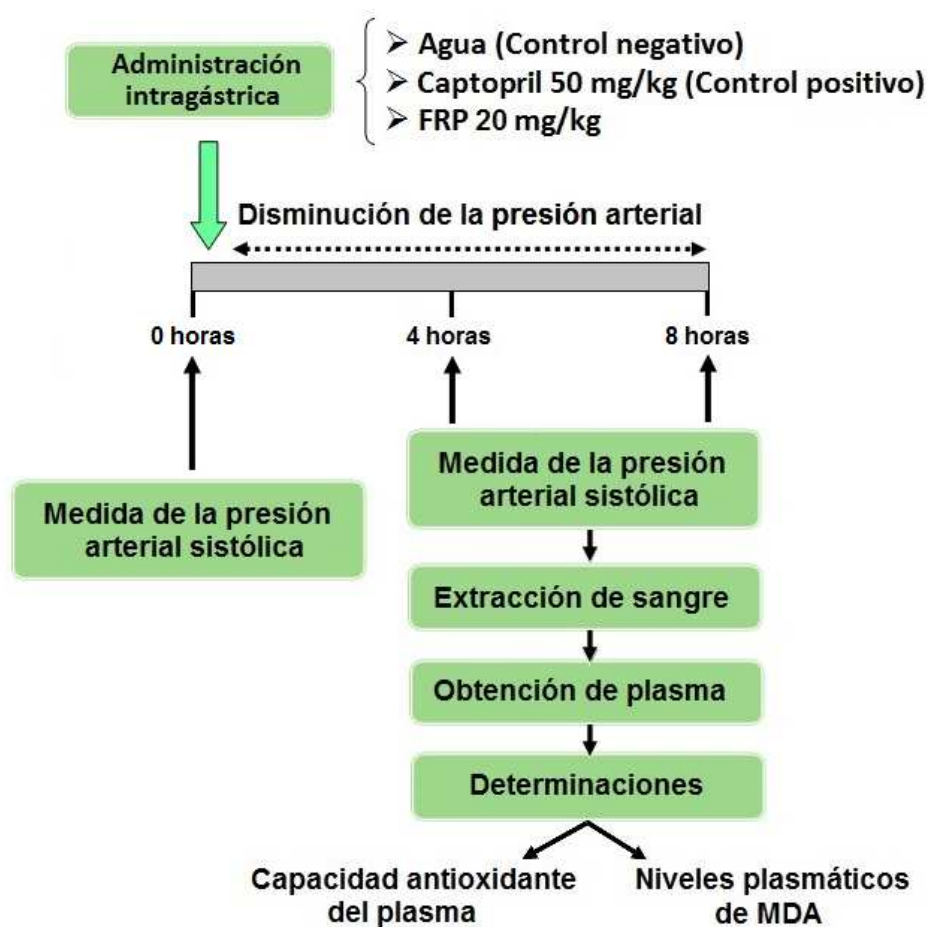 Administración
intragástrica
➢ Agua (Control negativo)
➢ Captopril 50 mg/kg (Control positivo)
➢ FRP 20 mg/kg
Disminución de la presión arterial
0 horas
4 horas
8 horas
Medida de la presión
arterial sistólica
Medida de la presión
arterial sistólica
Extracción de sangre
Obtención de plasma
Determinaciones
Capacidad antioxidante
del plasma
Niveles plasmáticos
de MDA